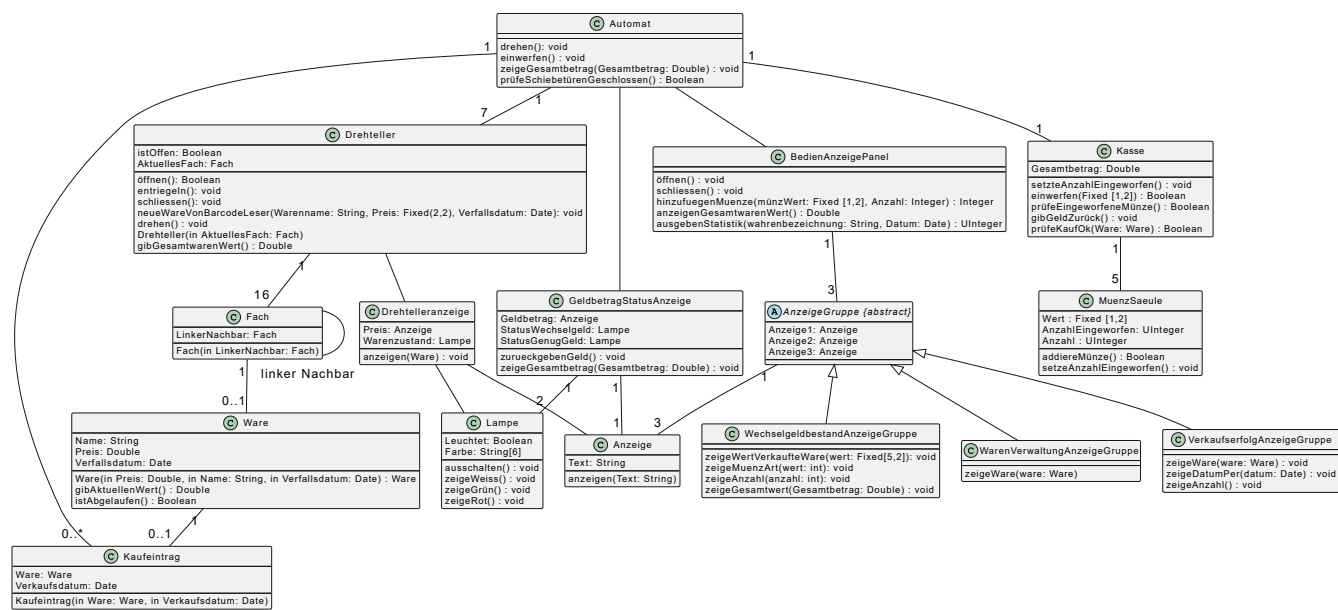 C Automat
drehen(): void
einwerfen() : void
zeigeGesamtbetrag(Gesamtbetrag: Double) : void
prüfeSchiebetürenGeschlossen() : Boolean
1
1
1
7
1
C Drehteller
istOffen: Boolean
AktuellesFach: Fach
öffnen(): Boolean
entriegeln(): void
schliessen(): void
neueWareVonBarcodeLeser(Warenname: String, Preis: Fixed(2,2), Verfallsdatum: Date): void
drehen() : void
Drehteller(in AktuellesFach: Fach)
gibGesamtwarenWert() : Double
C BedienAnzeigePanel
öffnen() : void
schliessen() : void
hinzufuegenMuenze(münzWert: Fixed [1,2], Anzahl: Integer) : Integer
anzeigenGesamtwarenWert() : Double
ausgebenStatistik(wahrenbezeichnung: String, Datum: Date) : UInteger
C Kasse
Gesamtbetrag: Double
setzteAnzahlEingeworfen() : void
einwerfen(Fixed [1,2]) : Boolean
prüfeEingeworfeneMünze() : Boolean
gibGeldZurück() : void
prüfeKaufOk(Ware: Ware) : Boolean
1
16
1
3
1
5
C Fach
LinkerNachbar: Fach
Fach(in LinkerNachbar: Fach)
linker Nachbar
C Drehtelleranzeige
Preis: Anzeige
Warenzustand: Lampe
anzeigen(Ware) : void
C GeldbetragStatusAnzeige
Geldbetrag: Anzeige
StatusWechselgeld: Lampe
StatusGenugGeld: Lampe
zurueckgebenGeld() : void
zeigeGesamtbetrag(Gesamtbetrag: Double) : void
A AnzeigeGruppe {abstract}
Anzeige1: Anzeige
Anzeige2: Anzeige
Anzeige3: Anzeige
C MuenzSaeule
Wert : Fixed [1,2]
AnzahlEingeworfen: UInteger
Anzahl : UInteger
addiereMünze() : Boolean
setzeAnzahlEingeworfen() : void
1
0..1
1
2
1
1
1
3
C Ware
Name: String
Preis: Double
Verfallsdatum: Date
Ware(in Preis: Double, in Name: String, in Verfallsdatum: Date) : Ware
gibAktuellenWert() : Double
istAbgelaufen() : Boolean
C Lampe
Leuchtet: Boolean
Farbe: String[6]
ausschalten() : void
zeigeWeiss() : void
zeigeGrün() : void
zeigeRot() : void
C Anzeige
Text: String
anzeigen(Text: String)
C WechselgeldbestandAnzeigeGruppe
zeigeWertVerkaufteWare(wert: Fixed[5,2]): void
zeigeMuenzArt(wert: int): void
zeigeAnzahl(anzahl: int): void
zeigeGesamtwert(Gesamtbetrag: Double) : void
C WarenVerwaltungAnzeigeGruppe
zeigeWare(ware: Ware)
C VerkaufserfolgAnzeigeGruppe
zeigeWare(ware: Ware) : void
zeigeDatumPer(datum: Date) : void
zeigeAnzahl() : void
1
0..*
0..1
C Kaufeintrag
Ware: Ware
Verkaufsdatum: Date
Kaufeintrag(in Ware: Ware, in Verkaufsdatum: Date)